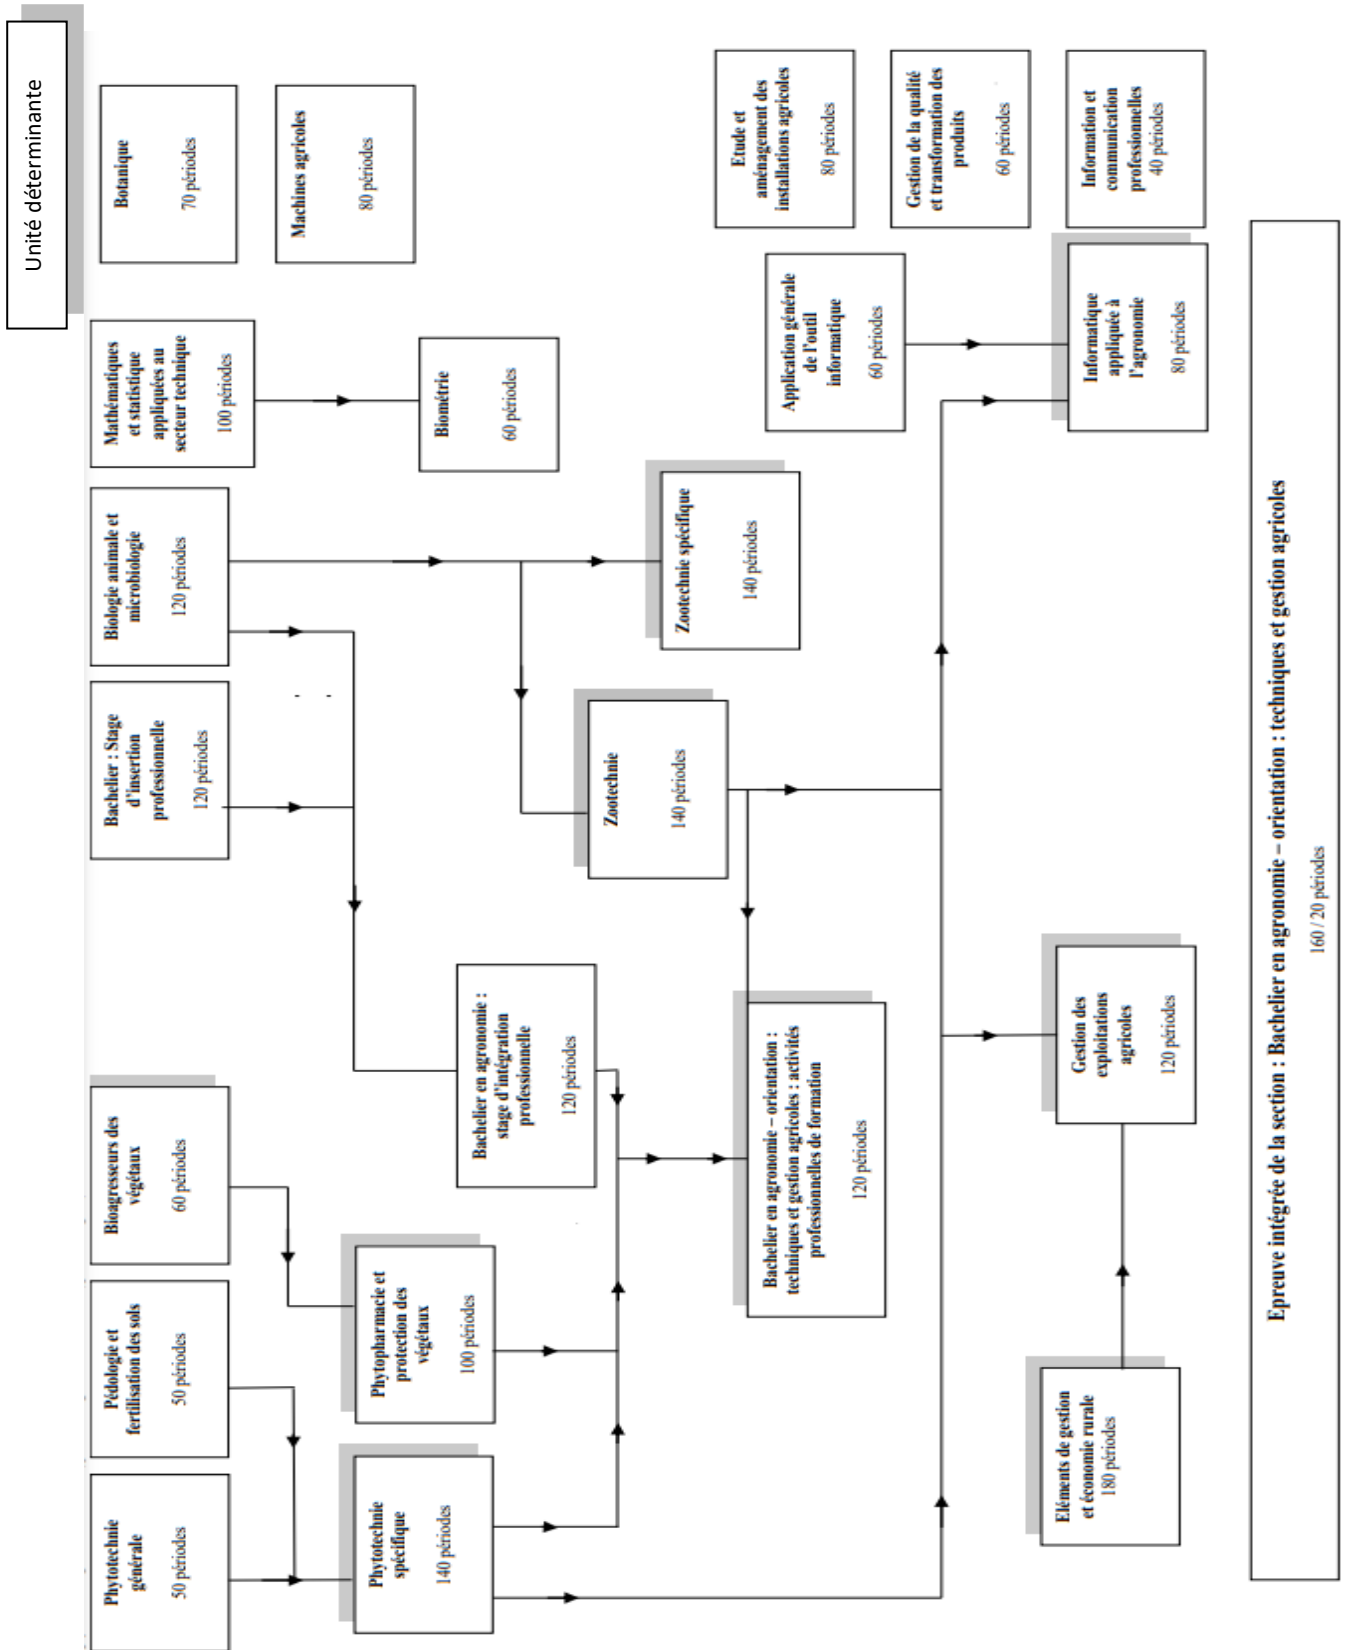 Unité déterminante
Phytotechnie
générale
50 périodes
Pédologie et
fertilisation des sols
50 périodes
Bioagresseurs des
végétaux
60 périodes
Bachelier : Stage
d'insertion
professionnelle
120 périodes
Biologie animale et
microbiologie
120 périodes
Mathématiques
et statistique
appliquées au
secteur technique
100 périodes
Botanique
70 périodes
Machines agricoles
80 périodes
Phytotechnie
spécifique
140 périodes
Phytopharmacie et
protection des
végétaux
100 périodes
Bachelier en agronomie :
stage d'intégration
professionnelle
120 périodes
Biométrie
60 périodes
Zootechnie
140 périodes
Zootechnie spécifique
140 périodes
Bachelier en agronomie – orientation :
techniques et gestion agricoles : activités
professionnelles de formation
120 périodes
Application générale
de l'outil
informatique
60 périodes
Etude et
aménagement des
installations agricoles
80 périodes
Gestion de la qualité
et transformation des
produits
60 périodes
Eléments de gestion
et économie rurale
180 périodes
Gestion des
exploitations
agricoles
120 périodes
Informatique
appliquée à
l'agronomie
80 périodes
Information et
communication
professionnelles
40 périodes
Epreuve intégrée de la section : Bachelier en agronomie – orientation : techniques et gestion agricoles
160 / 20 périodes